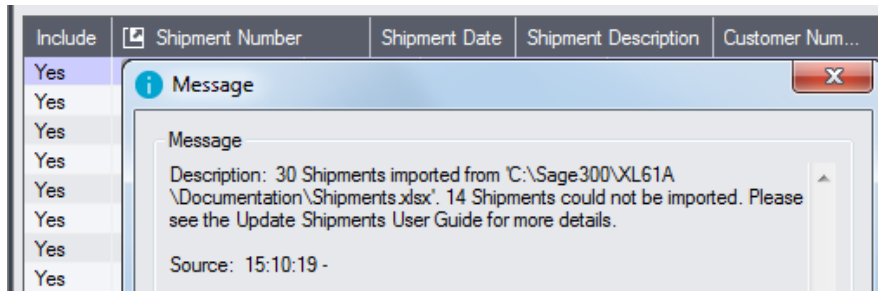 Include Shipment Number Shipment Date Shipment Description Customer Num...
Yes
Message
Yes
Yes
Message
Yes
Description: 30 Shipments imported from 'C:\Sage300\XL61A
Yes
\Documentation\Shipments.xlsx'. 14 Shipments could not be imported. Please
Yes
see the Update Shipments User Guide for more details.
Yes
Source: 15:10:19 -
Yes